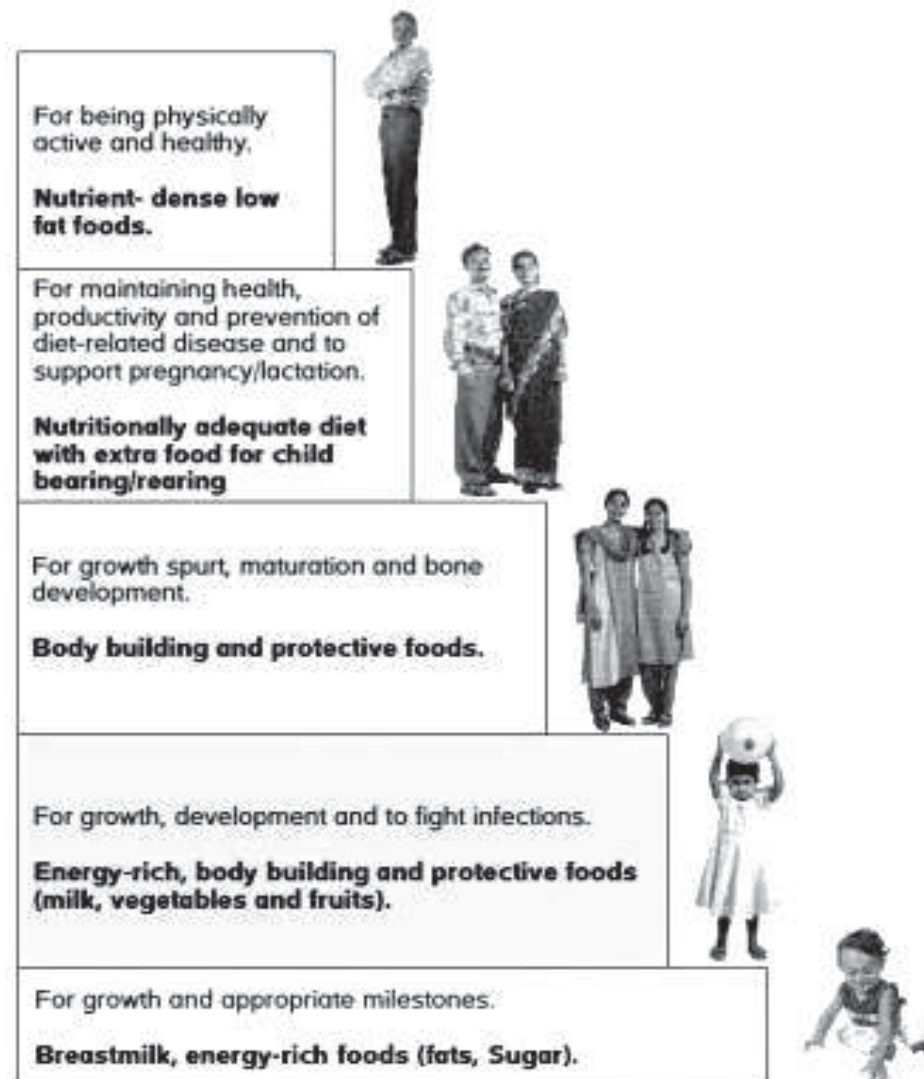 For being physically
active and healthy.
Nutrient- dense low
fat foods.
For maintaining health,
productivity and prevention of
diet-related disease and to
support pregnancy/lactation.
Nutritionally adequate diet
with extra food for child
bearing/rearing
For growth spurt, maturation and bone
development.
Body building and protective foods.
For growth, development and to fight infections.
Energy-rich, body building and protective foods
(milk, vegetables and fruits).
For growth and appropriate milestones.
Breastmilk, energy-rich foods (fats, Sugar).